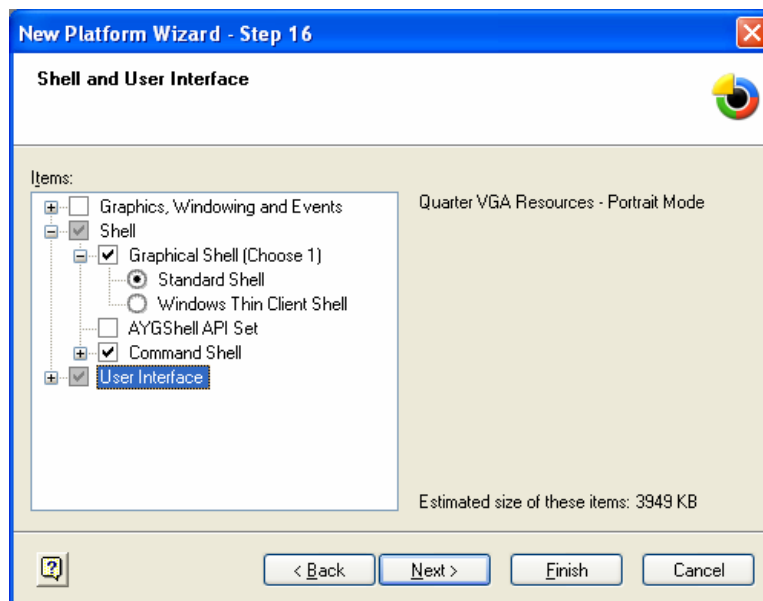 New Platform Wizard - Step 16
Shell and User Interface
Items:
Graphics, Windowing and Events
Shell
Graphical Shell (Choose 1)
Standard Shell
Windows Thin Client Shell
AYGShell API Set
Command Shell
User Interface
Quarter VGA Resources - Portrait Mode
Estimated size of these items: 3949 KB
< Back
Next >
Finish
Cancel